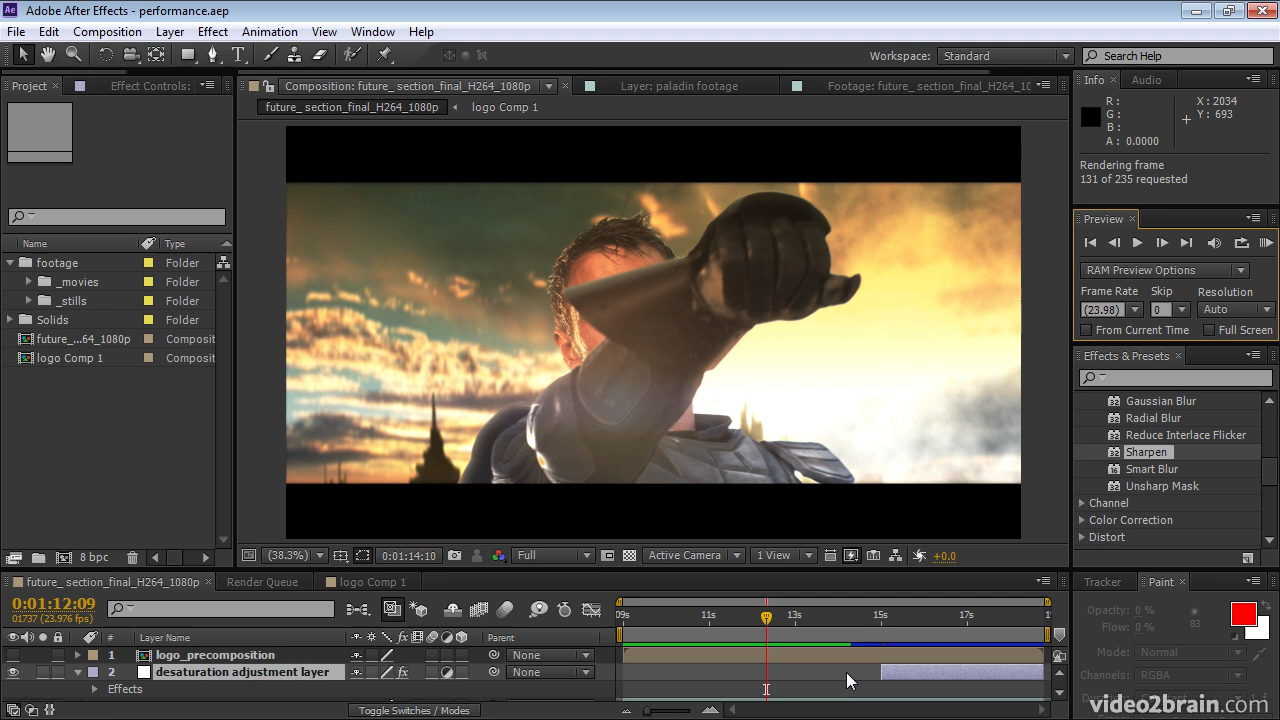 Ae Adobe After Effects - performance.aep
File Edit Composition Layer Effect Animation View Window Help
Workspace: Standard Search Help
Project Effect Controls:
Composition: future_ section_final_H264_1080p Layer: paladin footage Footage: future_ section_final_H264_1(
future_ section_final_H264_1080p logo Comp 1
Info Audio
R : X : 2034
G : Y : 693
B :
A : 0.0000
Rendering frame
131 of 235 requested
Preview
RAM Preview Options
Frame Rate Skip Resolution
(23.98) 0 Auto
From Current Time Full Screen
Effects & Presets
Gaussian Blur
Radial Blur
Reduce Interlace Flicker
Sharpen
Smart Blur
Unsharp Mask
Channel
Color Correction
Distort
Name Type
footage Folder
_movies Folder
_stills Folder
Solids Folder
future_...64_1080p Composit
logo Comp 1 Composit
8 bpc
(38.3%) 0:01:14:10 Full Active Camera 1 View +0.0
future_ section_final_H264_1080p Render Queue logo Comp 1
0:01:12:09
01737 (23.976 fps)
09s 11s 13s 15s 17s 1
# Layer Name Parent
1 logo_precomposition None
2 desaturation adjustment layer fx None
Effects
Toggle Switches / Modes
Tracker Paint
Opacity: 0 %
Flow: 0 % 83
Mode: Normal
Channels: RGBA
video2brain.com